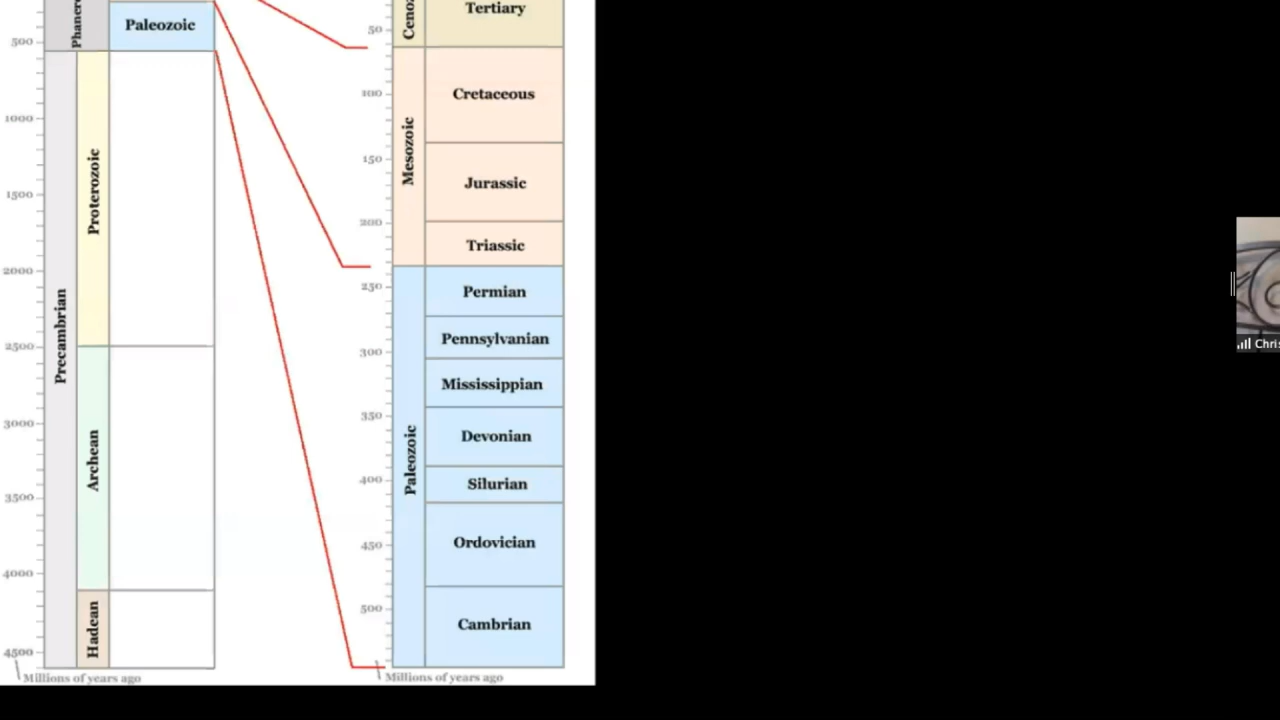 Phanero
Paleozoic
500
1000
1500
2000
2500
3000
3500
4000
4500
Precambrian
Proterozoic
Archean
Hadean
Millions of years ago
Cenoz
Tertiary
50
100
150
200
250
300
350
400
450
500
Mesozoic
Cretaceous
Jurassic
Triassic
Paleozoic
Permian
Pennsylvanian
Mississippian
Devonian
Silurian
Ordovician
Cambrian
Millions of years ago
Chris